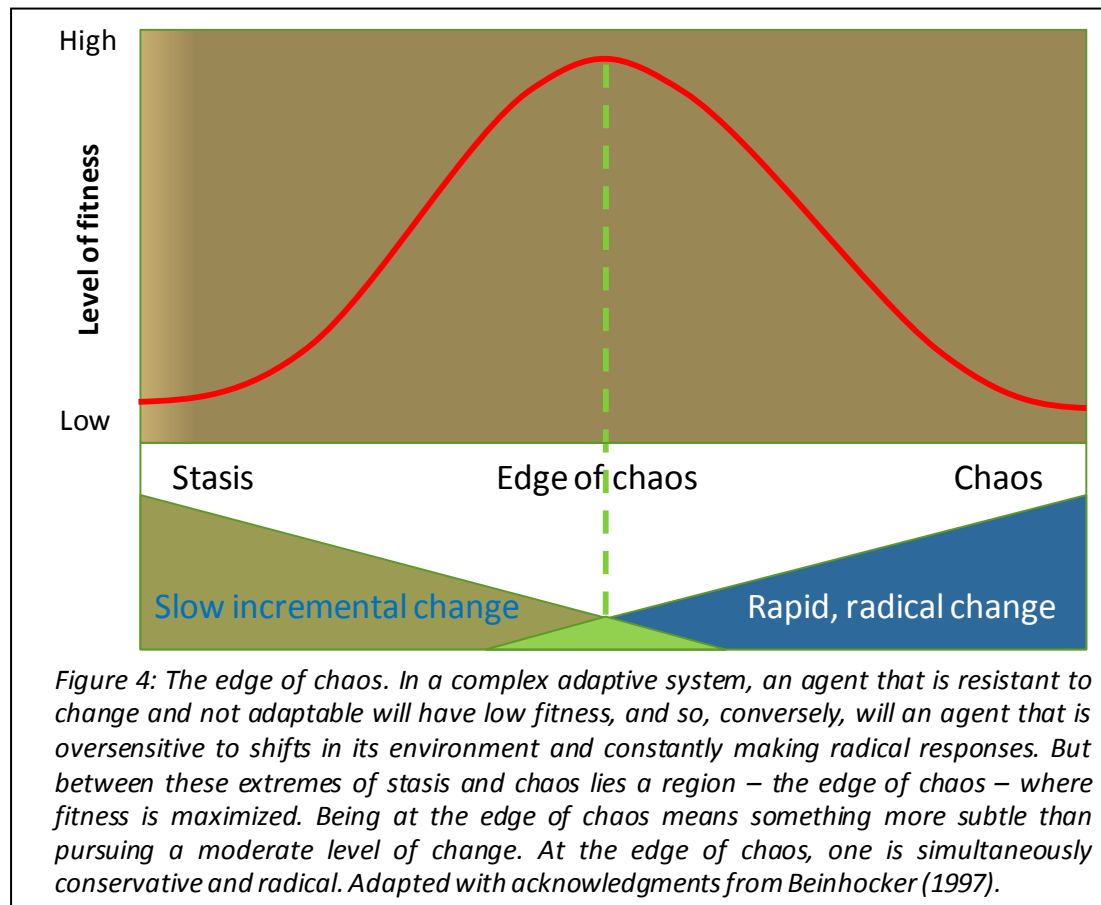 High
Level of fitness
Low
Stasis Edge of chaos Chaos
Slow incremental change Rapid, radical change
Figure 4: The edge of chaos. In a complex adaptive system, an agent that is resistant to
change and not adaptable will have low fitness, and so, conversely, will an agent that is
oversensitive to shifts in its environment and constantly making radical responses. But
between these extremes of stasis and chaos lies a region – the edge of chaos – where
fitness is maximized. Being at the edge of chaos means something more subtle than
pursuing a moderate level of change. At the edge of chaos, one is simultaneously
conservative and radical. Adapted with acknowledgments from Beinhocker (1997).